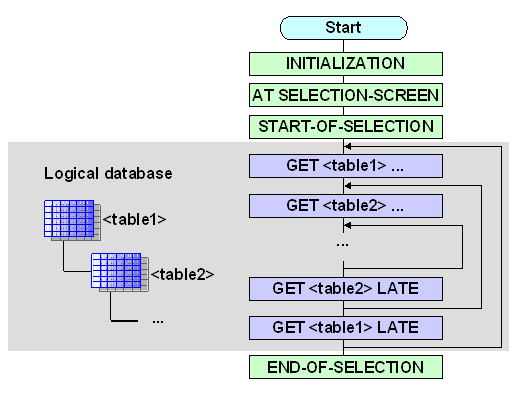 Start
INITIALIZATION
AT SELECTION-SCREEN
START-OF-SELECTION
GET <table1> ...
Logical database
GET <table2> ...
<table1>
...
<table2>
GET <table2> LATE
...
GET <table1> LATE
END-OF-SELECTION